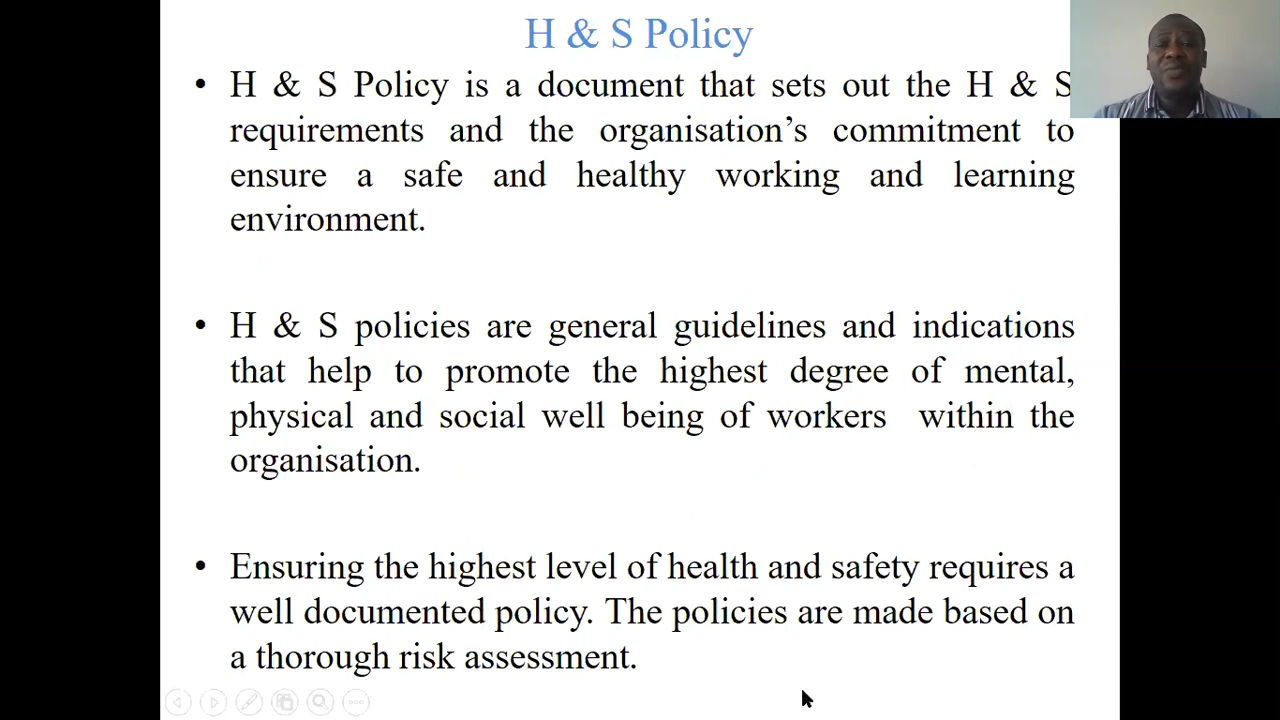 H & S Policy
• H & S Policy is a document that sets out the H & S
requirements and the organisation's commitment to
ensure a safe and healthy working and learning
environment.
• H & S policies are general guidelines and indications
that help to promote the highest degree of mental,
physical and social well being of workers within the
organisation.
• Ensuring the highest level of health and safety requires a
well documented policy. The policies are made based on
a thorough risk assessment.